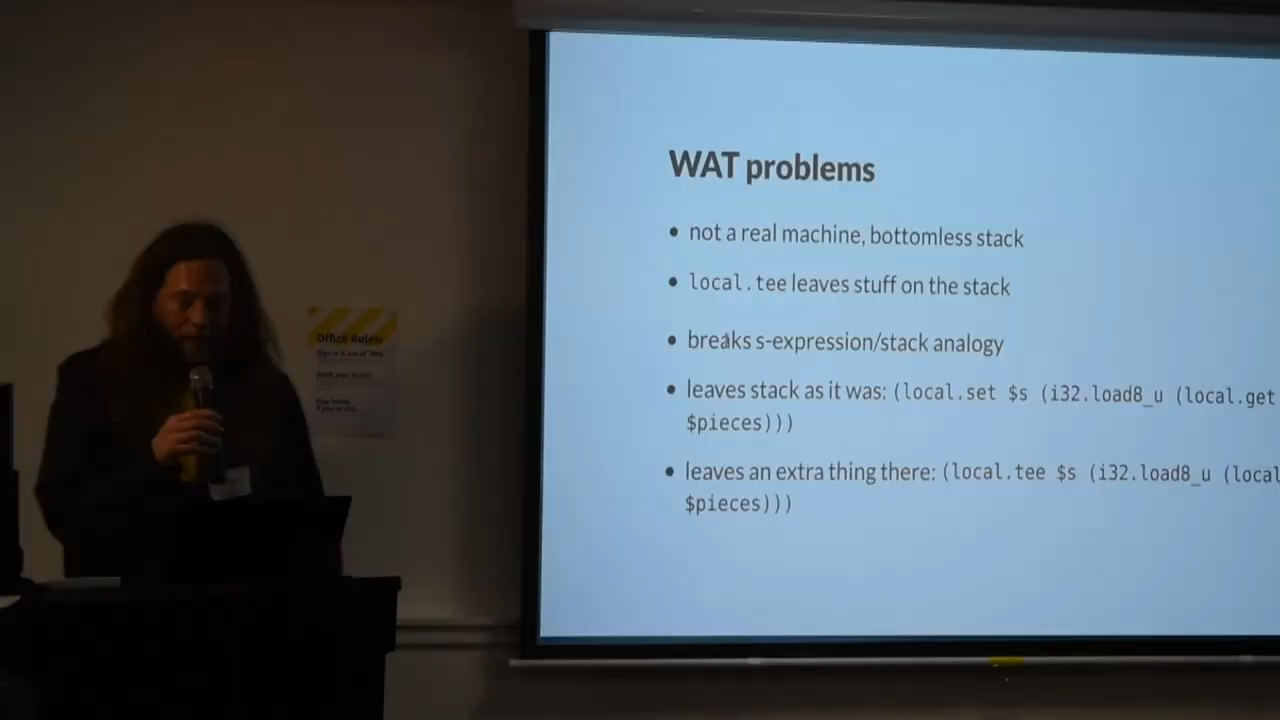 WAT problems
• not a real machine, bottomless stack
• local.tee leaves stuff on the stack
• breaks s-expression/stack analogy
• leaves stack as it was: (local.set $s (i32.load8_u (local.get
$pieces)))
• leaves an extra thing there: (local.tee $s (i32.load8_u (local
$pieces)))
Office Rules